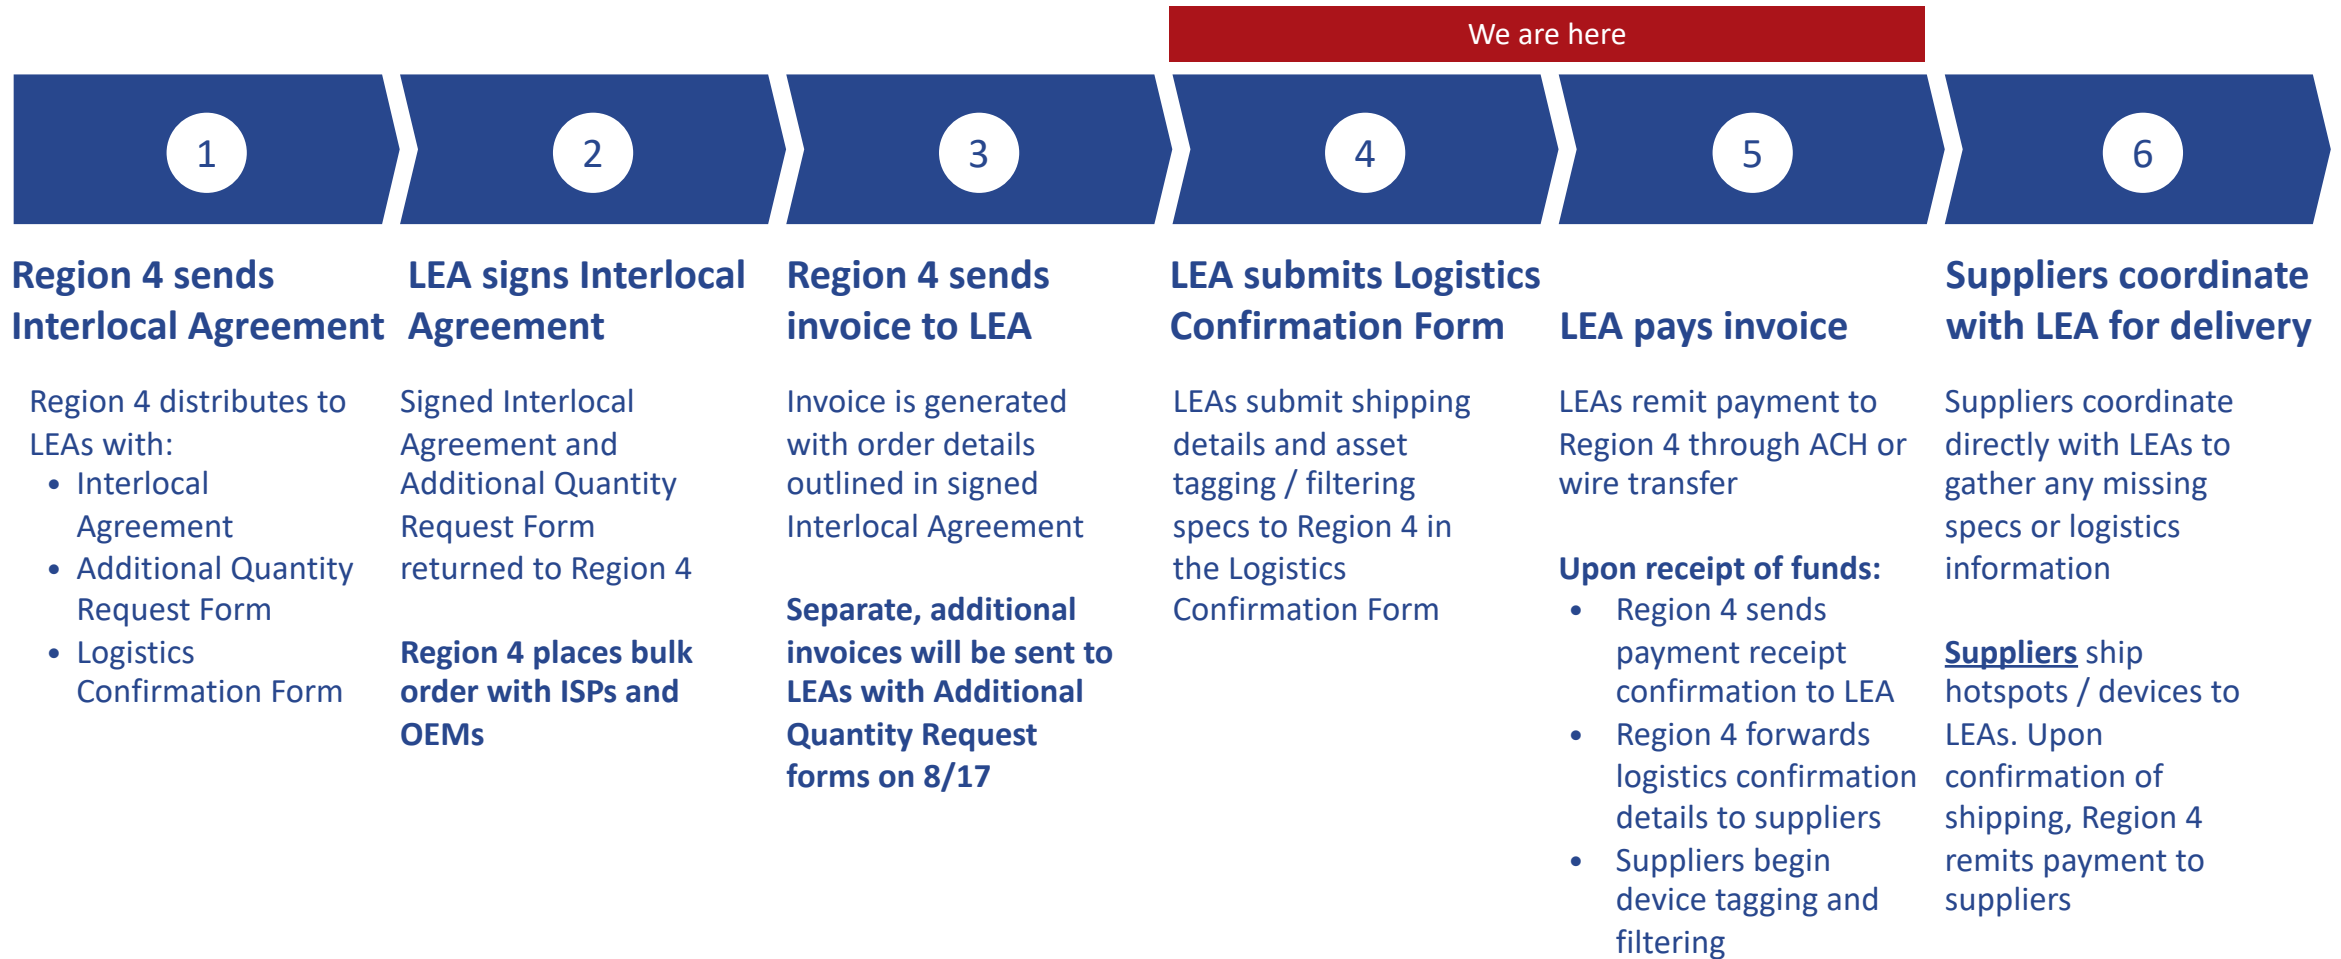 We are here
1
2
3
4
5
6
Region 4 sends
Interlocal Agreement
Region 4 distributes to
LEAs with:
• Interlocal
Agreement
• Additional Quantity
Request Form
• Logistics
Confirmation Form
LEA signs Interlocal
Agreement
Signed Interlocal
Agreement and
Additional Quantity
Request Form
returned to Region 4
Region 4 places bulk
order with ISPs and
OEMs
Region 4 sends
invoice to LEA
Invoice is generated
with order details
outlined in signed
Interlocal Agreement
Separate, additional
invoices will be sent to
LEAs with Additional
Quantity Request
forms on 8/17
LEA submits Logistics
Confirmation Form
LEAs submit shipping
details and asset
tagging / filtering
specs to Region 4 in
the Logistics
Confirmation Form
LEA pays invoice
LEAs remit payment to
Region 4 through ACH or
wire transfer
Upon receipt of funds:
• Region 4 sends
payment receipt
confirmation to LEA
• Region 4 forwards
logistics confirmation
details to suppliers
• Suppliers begin
device tagging and
filtering
Suppliers coordinate
with LEA for delivery
Suppliers coordinate
directly with LEAs to
gather any missing
specs or logistics
information
Suppliers ship
hotspots / devices to
LEAs. Upon
confirmation of
shipping, Region 4
remits payment to
suppliers